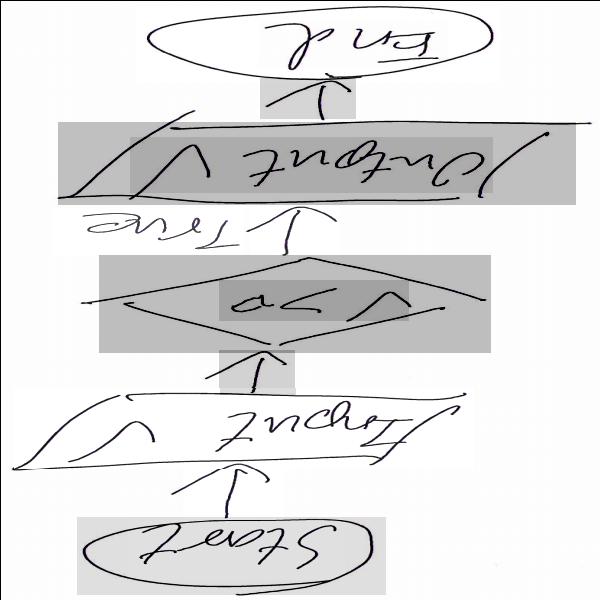 Start
Input V
V >0
True
Output V
End